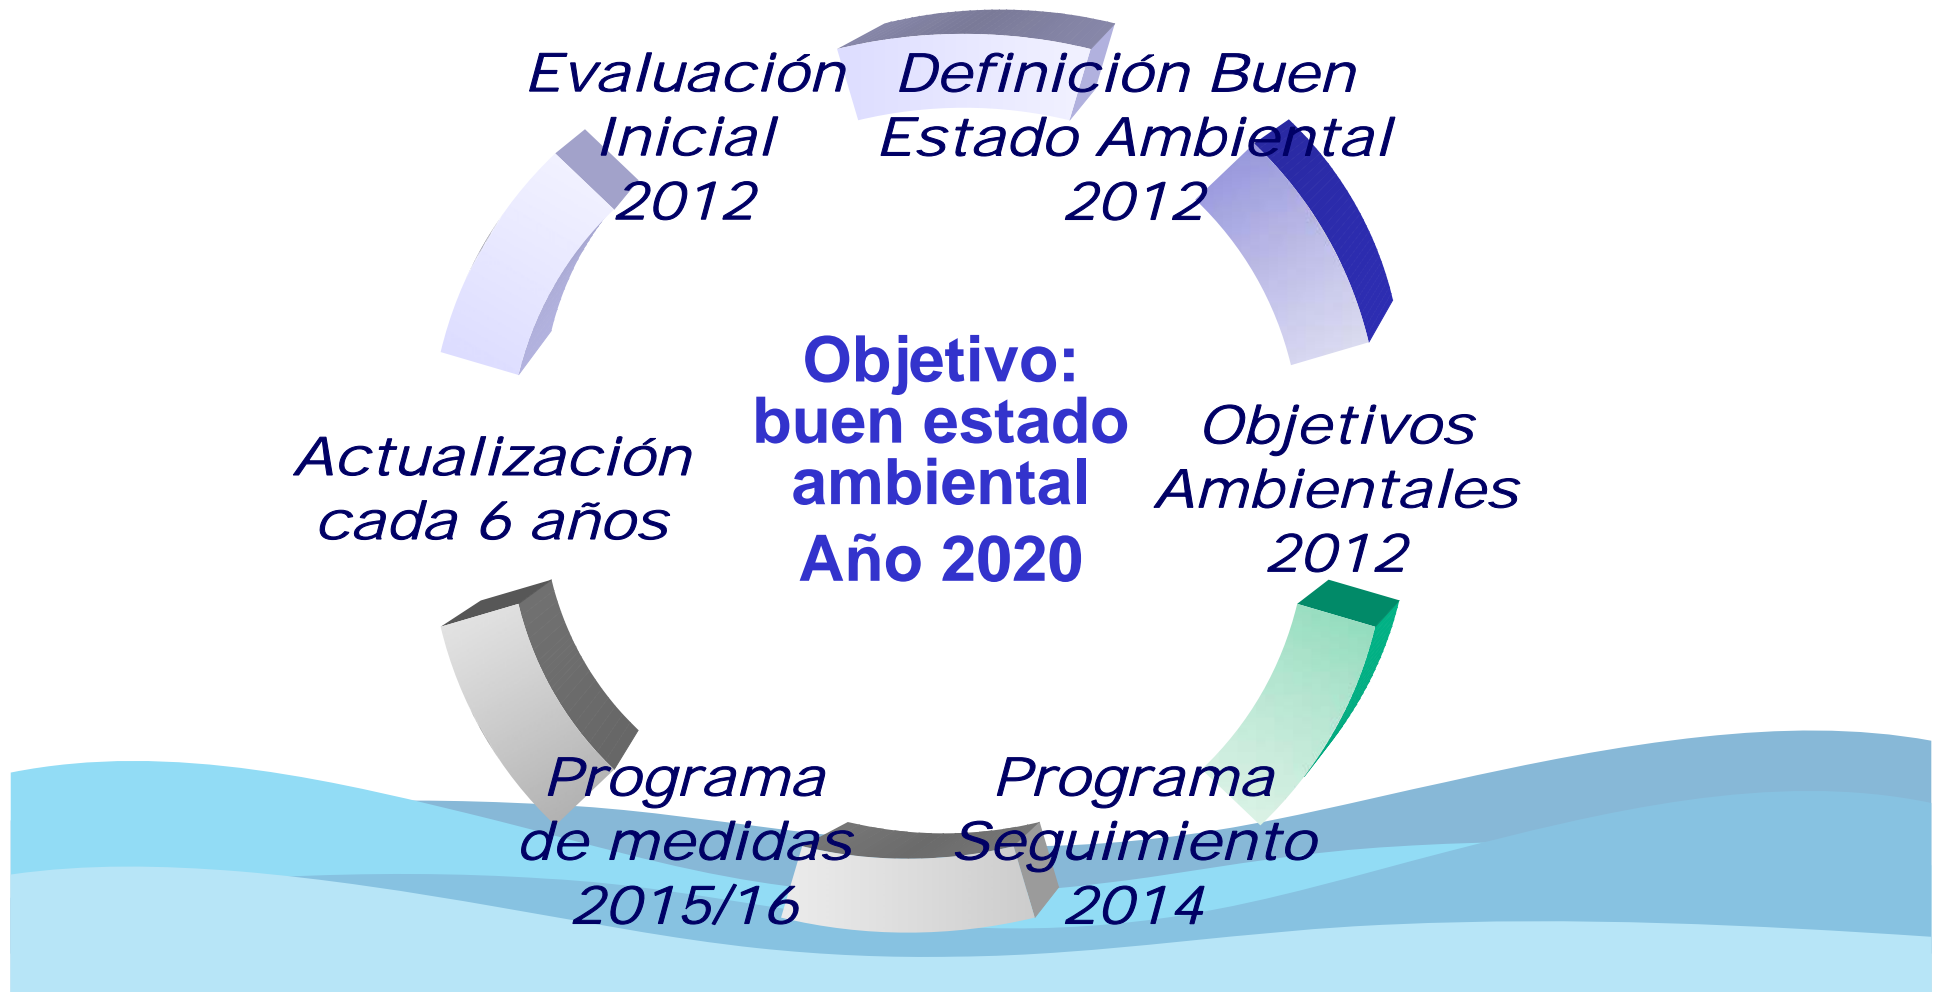 Evaluación
Inicial
2012
Definición Buen
Estado Ambiental
2012
Objetivos
Ambientales
2012
Programa
Seguimiento
2014
Programa
de medidas
2015/16
Actualización
cada 6 años
Objetivo:
buen estado
ambiental
Año 2020